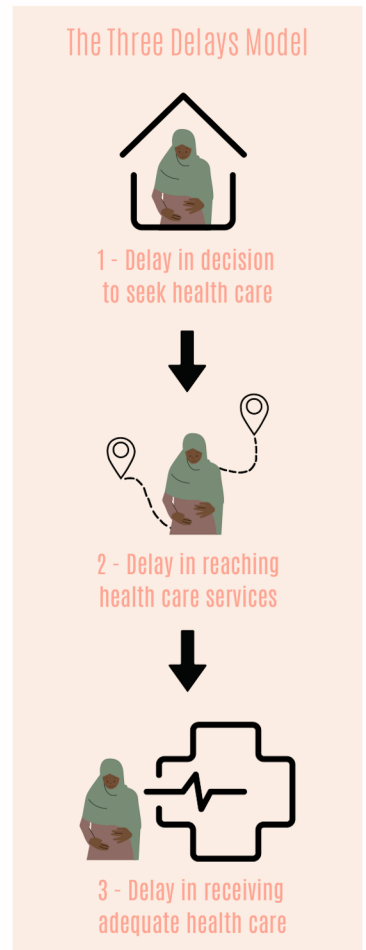 The Three Delays Model
1 - Delay in decision
to seek health care
2 - Delay in reaching
health care services
3 - Delay in receiving
adequate health care